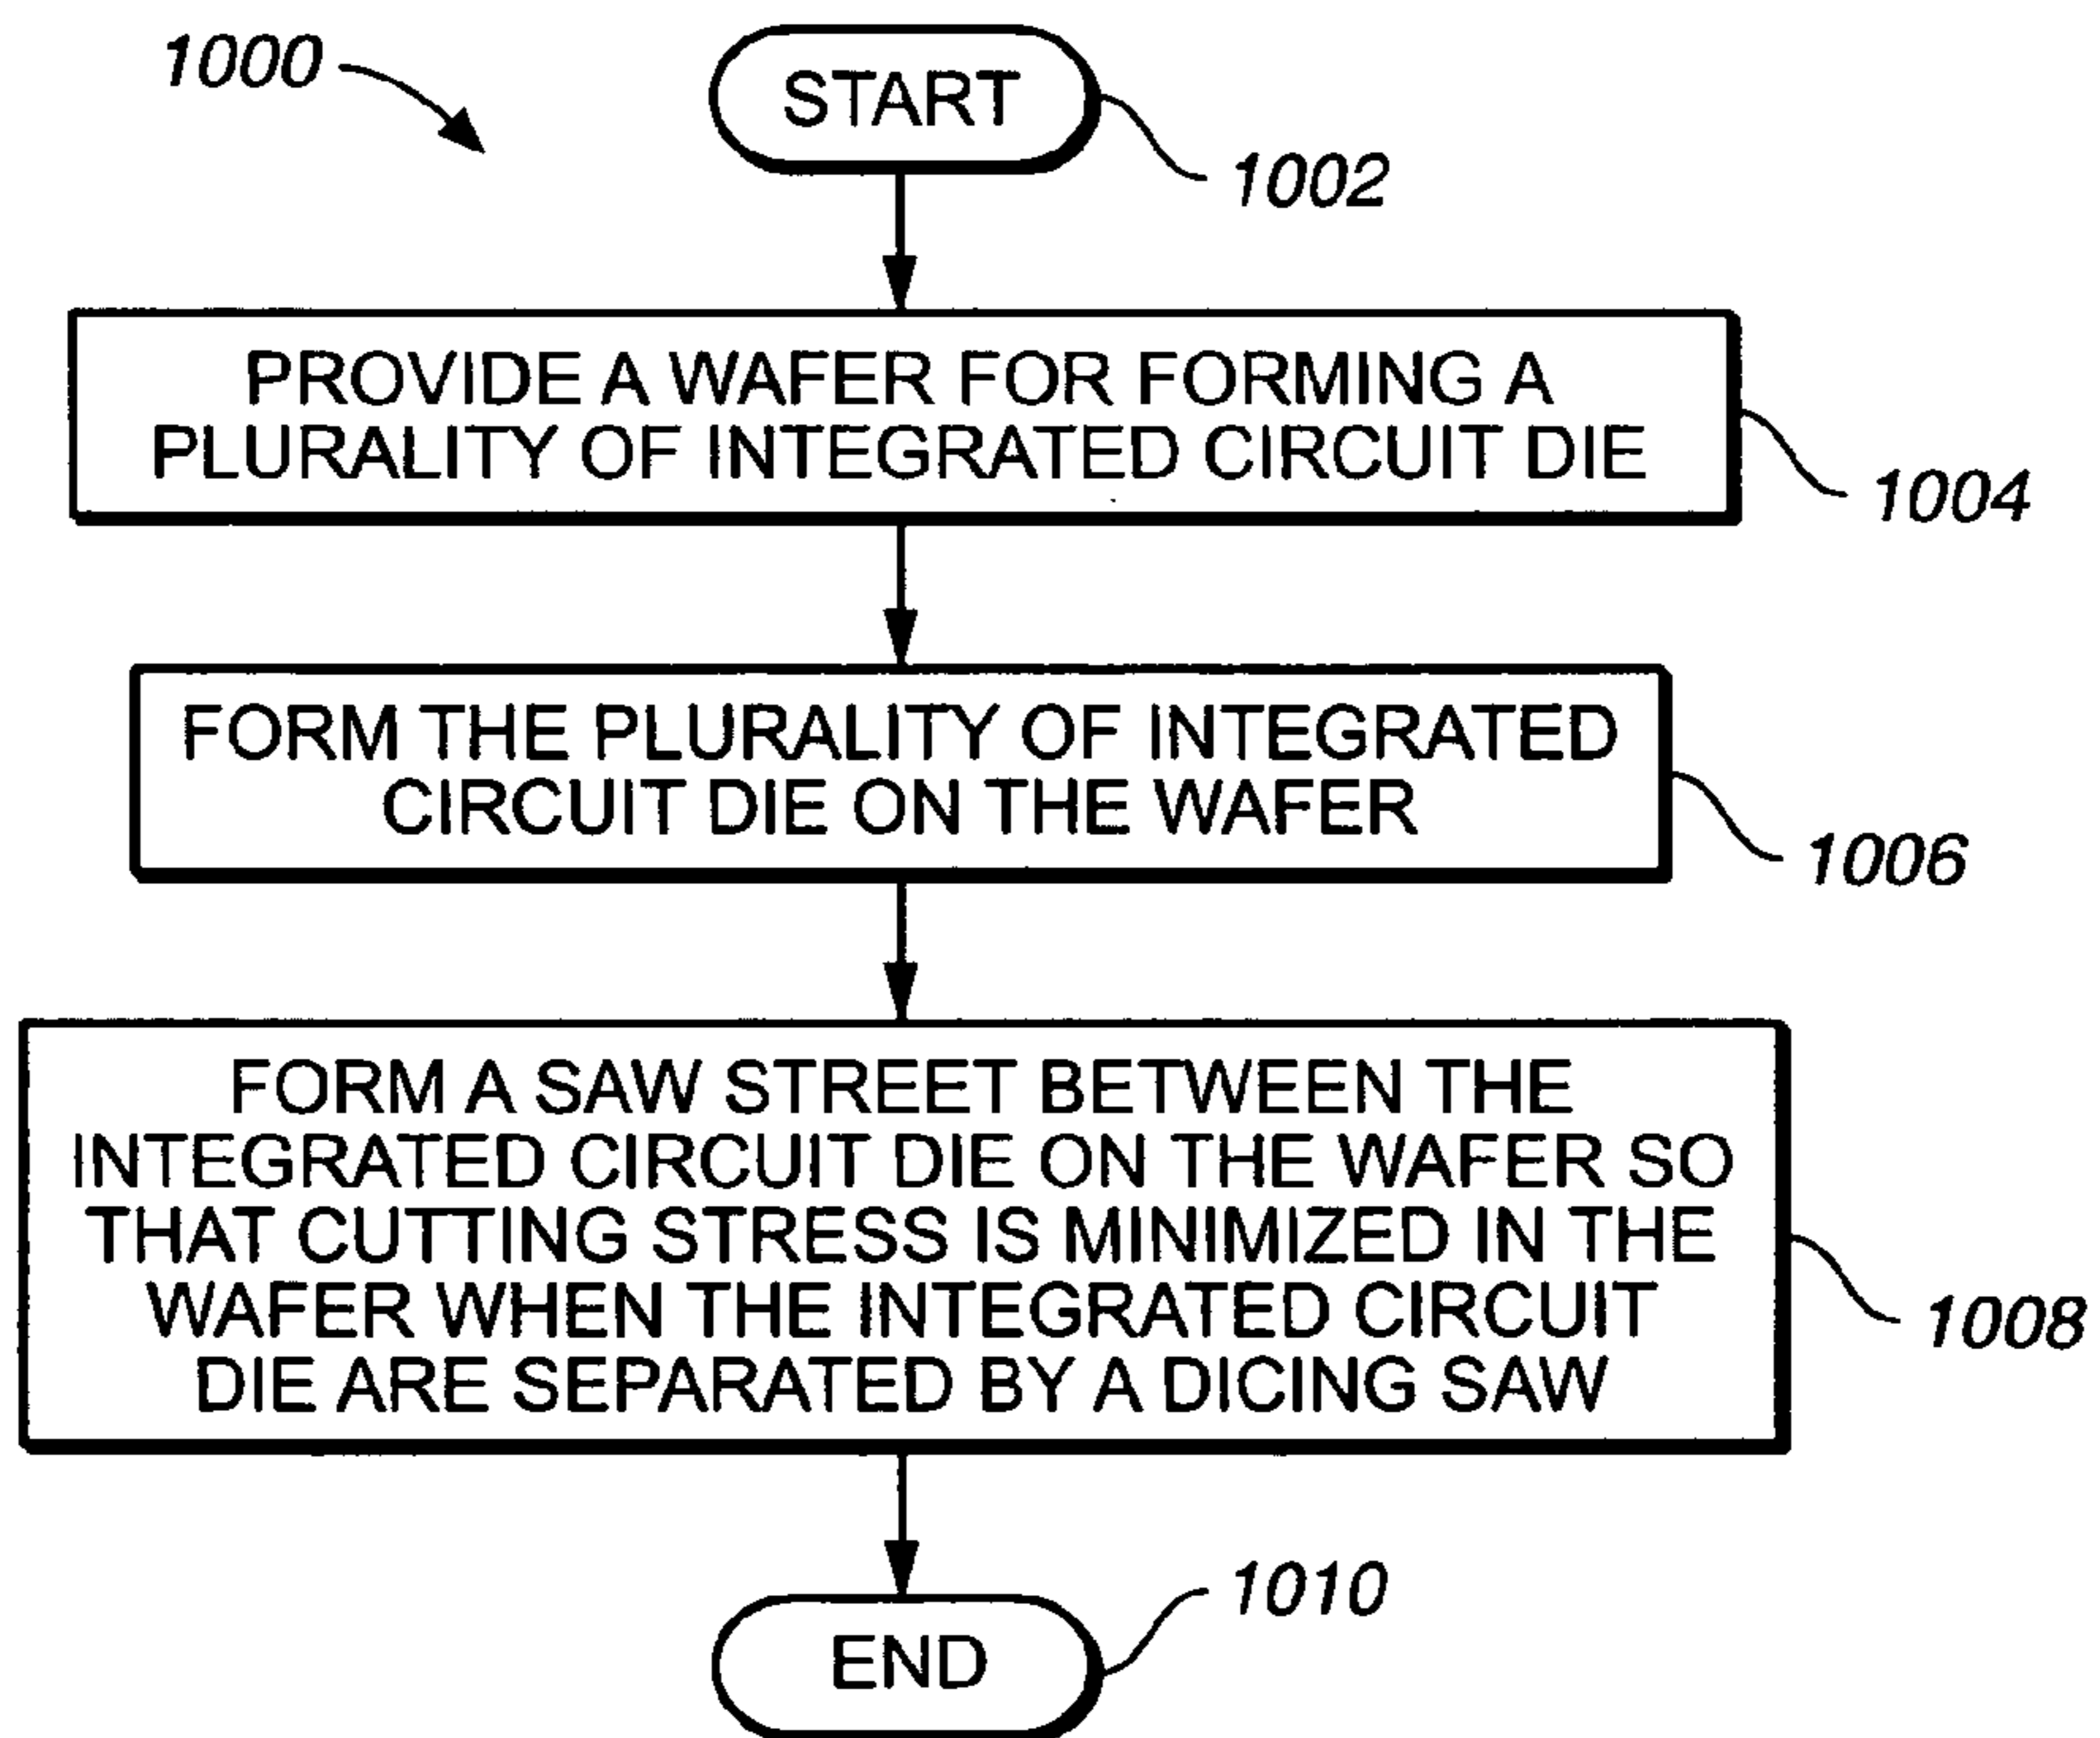 1000
START
1002
PROVIDE A WAFER FOR FORMING A
PLURALITY OF INTEGRATED CIRCUIT DIE
1004
FORM THE PLURALITY OF INTEGRATED
CIRCUIT DIE ON THE WAFER
1006
FORM A SAW STREET BETWEEN THE
INTEGRATED CIRCUIT DIE ON THE WAFER SO
THAT CUTTING STRESS IS MINIMIZED IN THE
WAFER WHEN THE INTEGRATED CIRCUIT
DIE ARE SEPARATED BY A DICING SAW
1008
END
1010